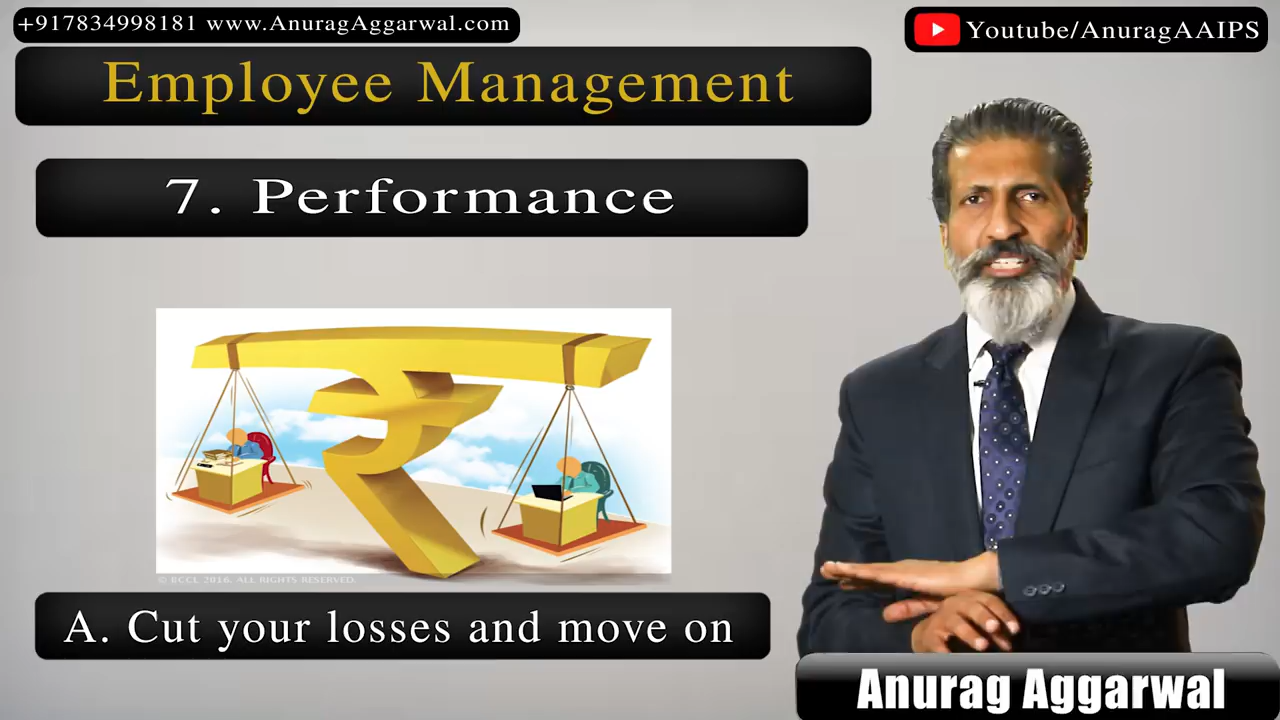 +917834998181 www.AnuragAggarwal.com
Youtube/AnuragAAIPS
Employee Management
7. Performance
© BCCL 2016. ALL RIGHTS RESERVED.
A. Cut your losses and move on
Anurag Aggarwal